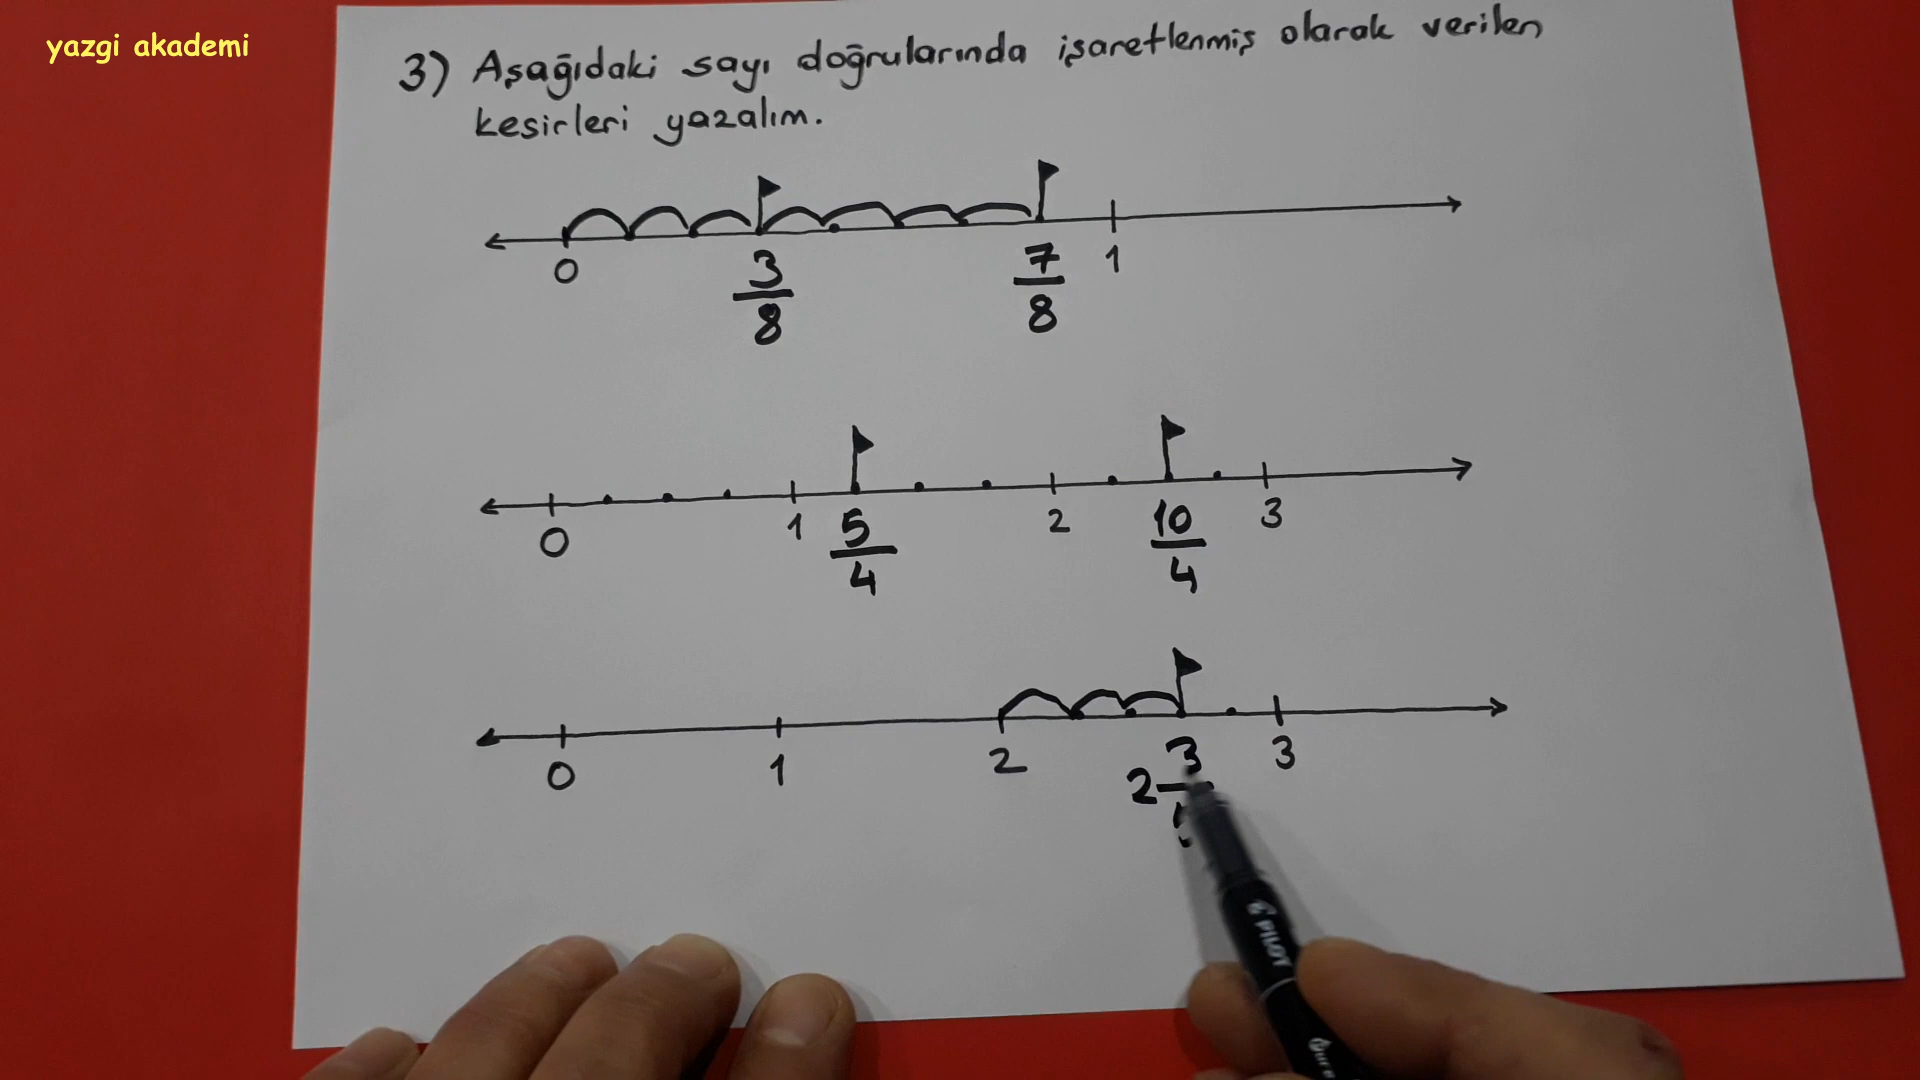 yazgi akademi
3) Aşağıdaki sayı doğrularında işaretlenmiş olarak verilen
kesirleri yazalım.
0 3/8 7/8 1
0 1 5/4 2 10/4 3
0 1 2 2 3/ 3
PILOT